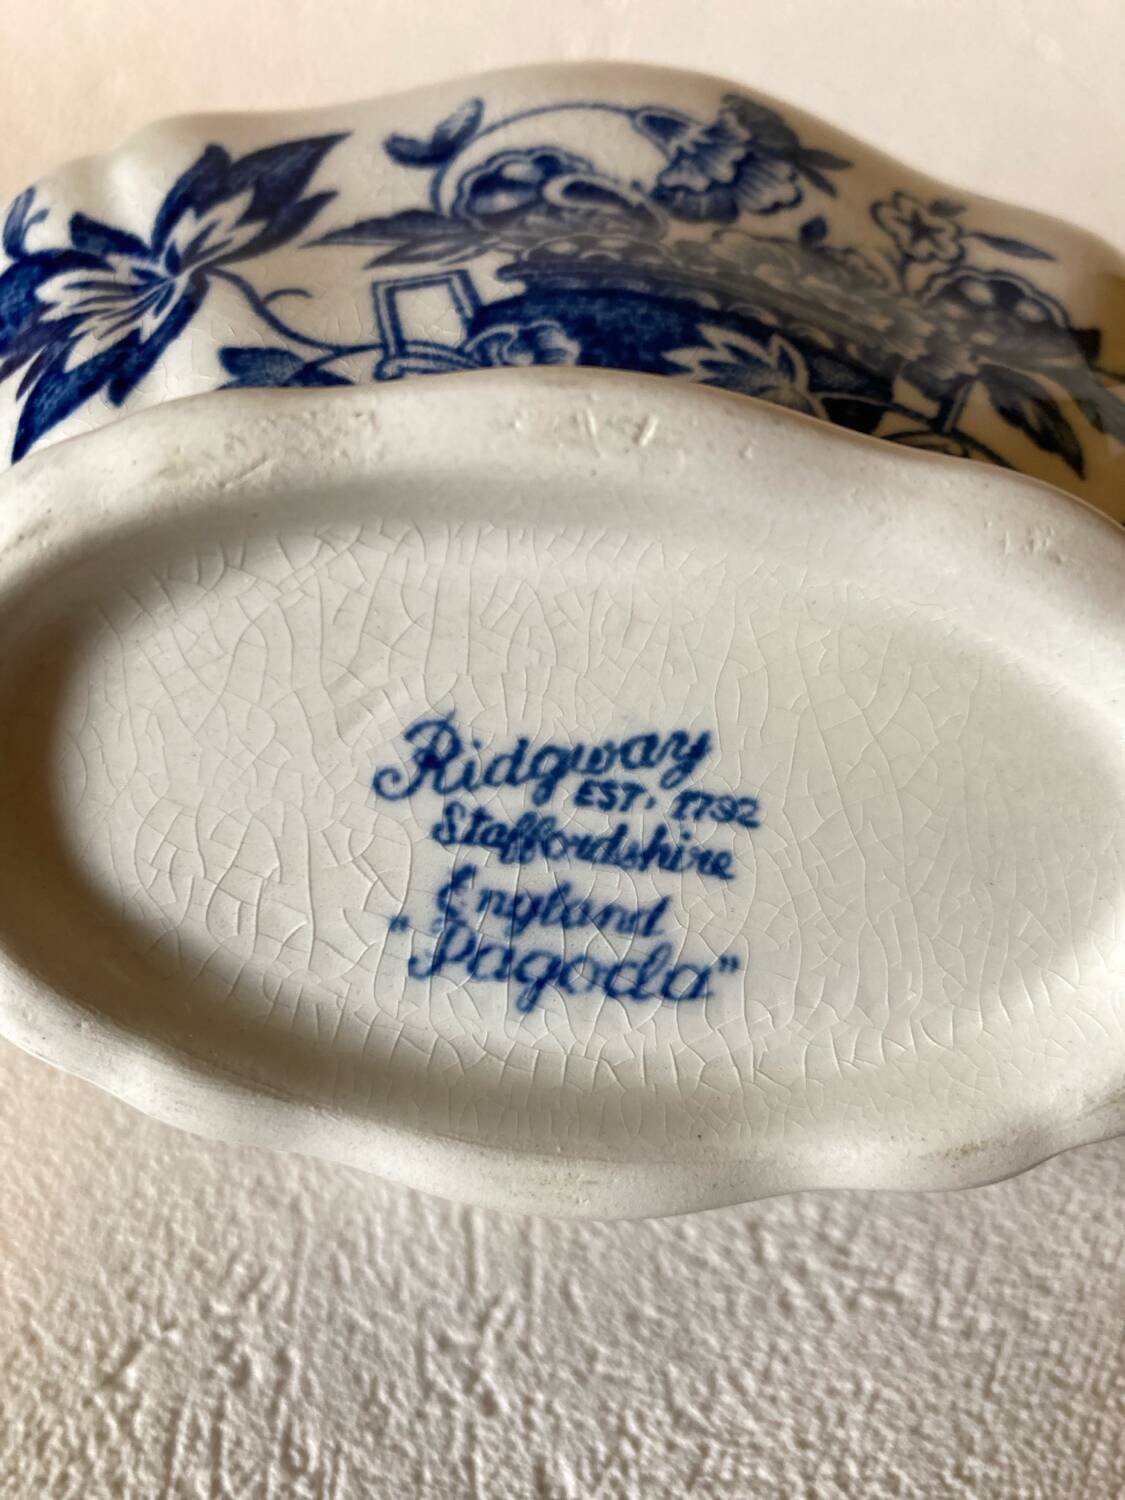 Ridgway
EST. 1792
Staffordshire
England
"Pagoda"